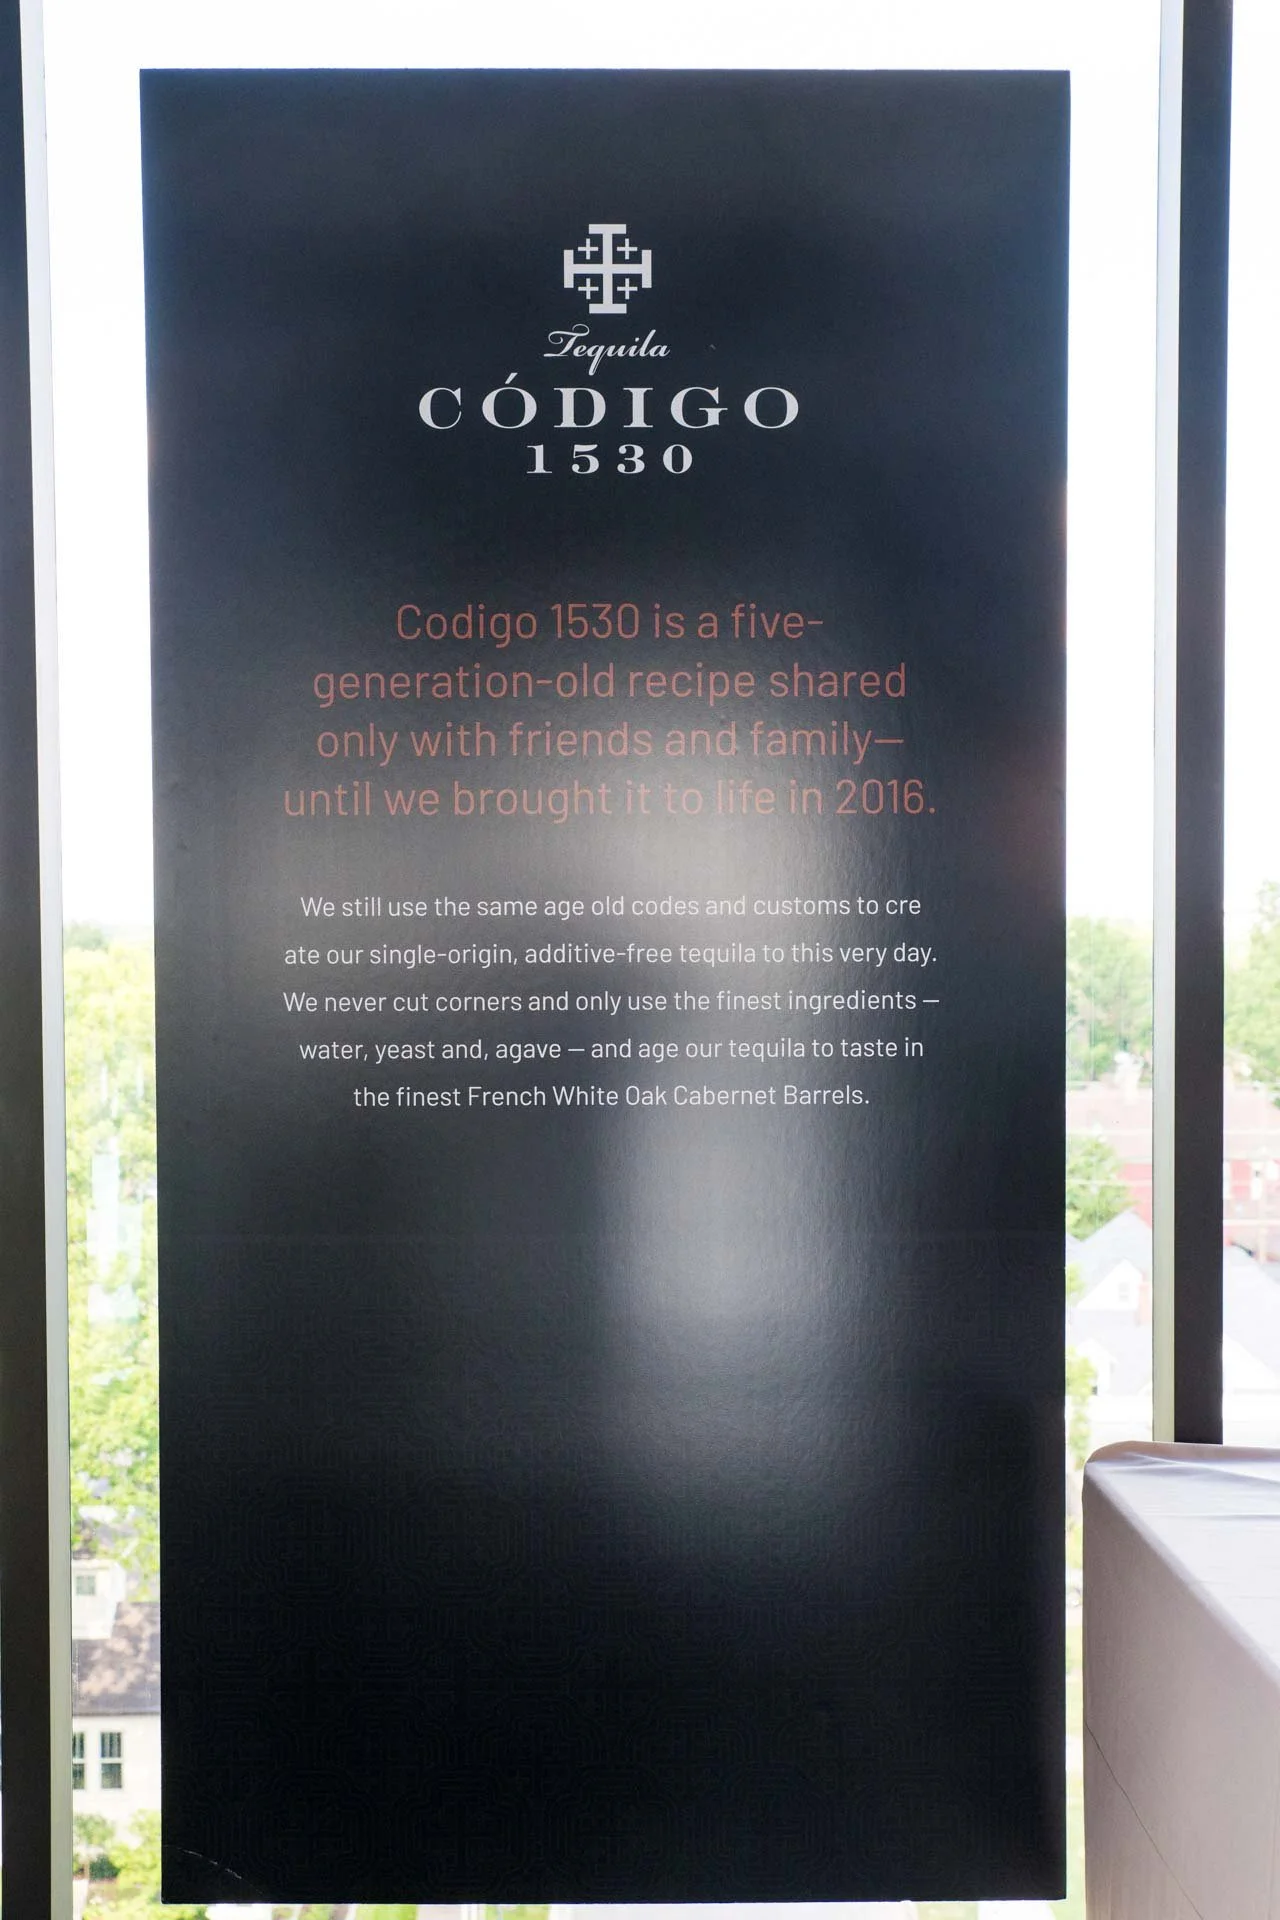 Tequila
CÓDIGO
1530
Codigo 1530 is a five-
generation-old recipe shared
only with friends and family—
until we brought it to life in 2016.
We still use the same age old codes and customs to cre
ate our single-origin, additive-free tequila to this very day.
We never cut corners and only use the finest ingredients —
water, yeast and, agave — and age our tequila to taste in
the finest French White Oak Cabernet Barrels.